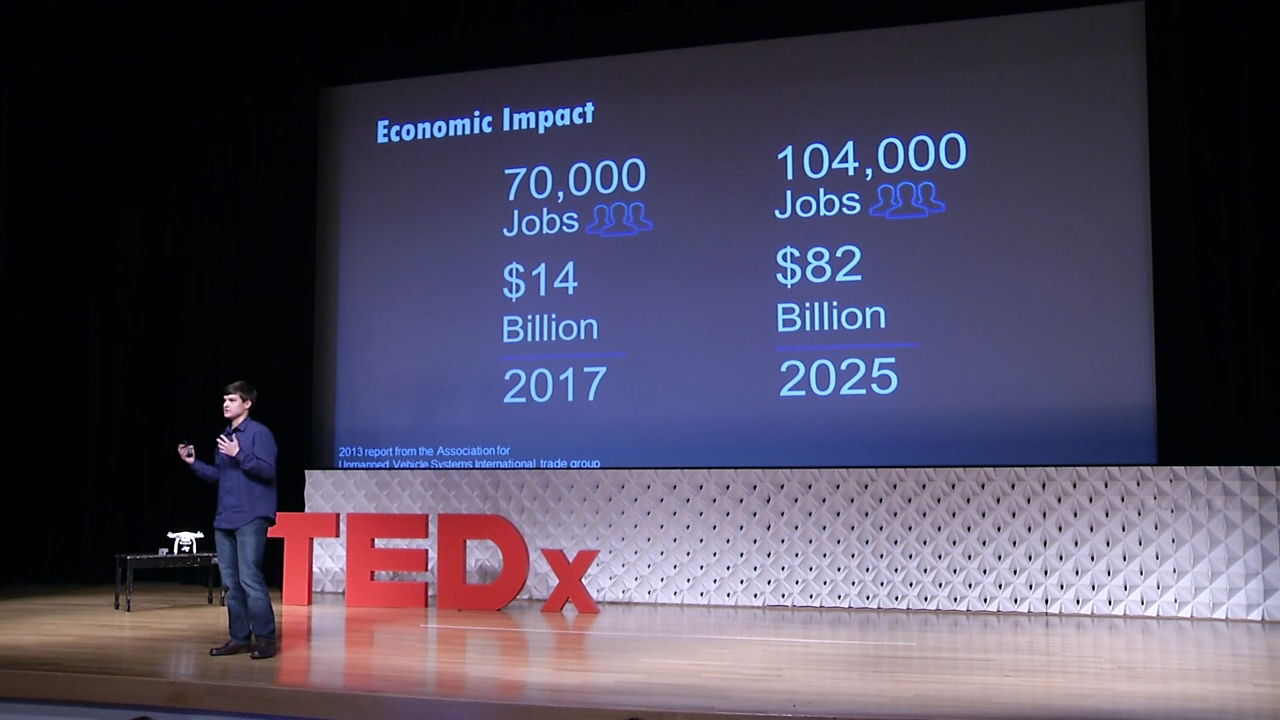 Economic Impact
70,000
Jobs
$14
Billion
2017
104,000
Jobs
$82
Billion
2025
2013 report from the Association for
Unmanned Vehicle Systems International trade group
TEDx